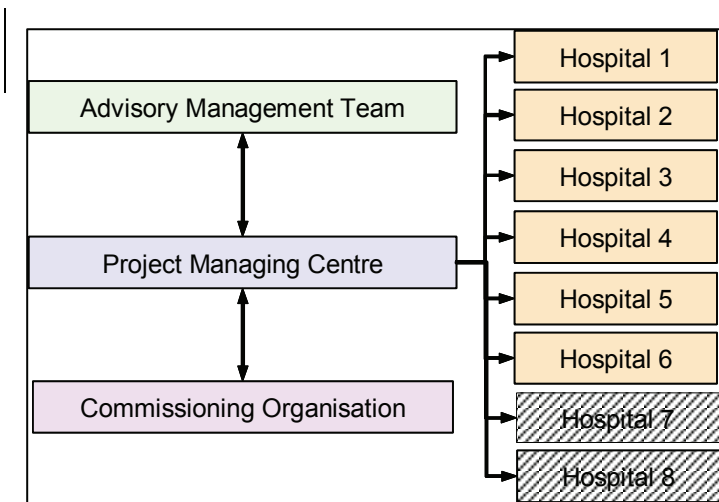 Advisory Management Team
Project Managing Centre
Commissioning Organisation
Hospital 1
Hospital 2
Hospital 3
Hospital 4
Hospital 5
Hospital 6
Hospital 7
Hospital 8